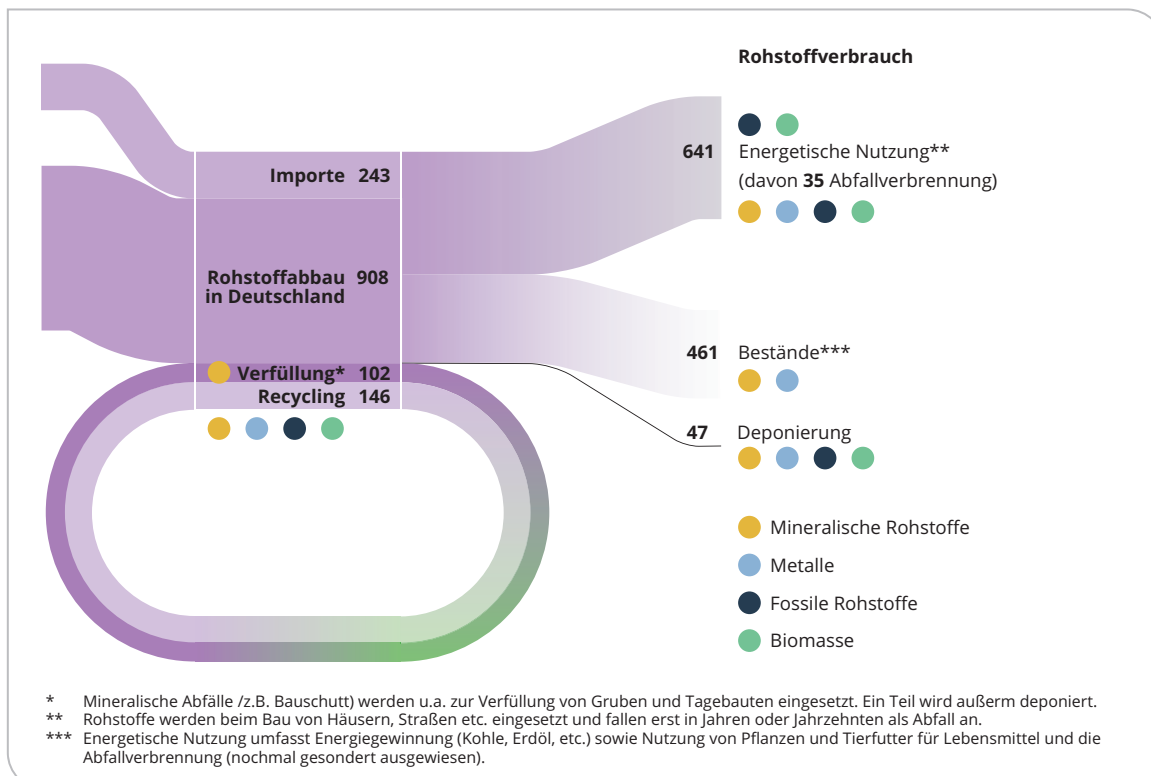 Rohstoffverbrauch
Importe 243
Rohstoffabbau 908
in Deutschland
Verfüllung* 102
Recycling 146
641 Energetische Nutzung**
(davon 35 Abfallverbrennung)
461 Bestände***
47 Deponierung
Mineralische Rohstoffe
Metalle
Fossile Rohstoffe
Biomasse
* Mineralische Abfälle /z.B. Bauschutt) werden u.a. zur Verfüllung von Gruben und Tagebauten eingesetzt. Ein Teil wird außerm deponiert.
** Rohstoffe werden beim Bau von Häusern, Straßen etc. eingesetzt und fallen erst in Jahren oder Jahrzehnten als Abfall an.
*** Energetische Nutzung umfasst Energiegewinnung (Kohle, Erdöl, etc.) sowie Nutzung von Pflanzen und Tierfutter für Lebensmittel und die
Abfallverbrennung (nochmal gesondert ausgewiesen).